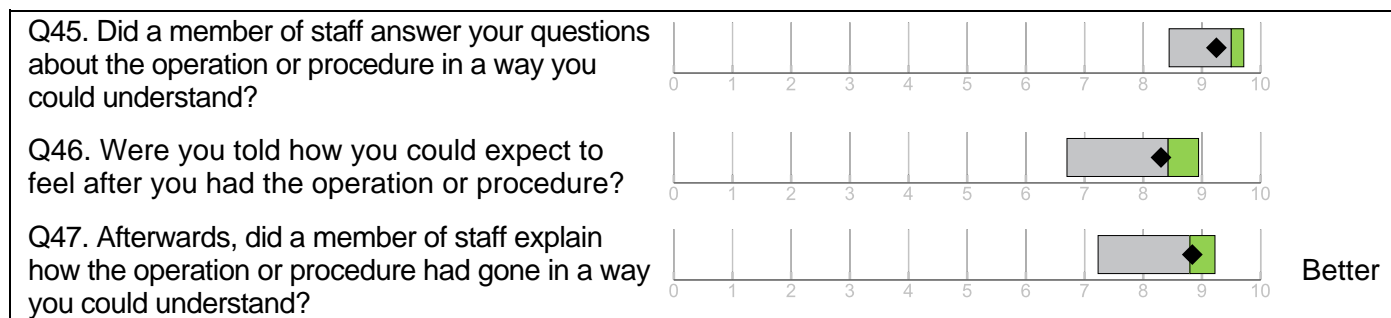 Q45. Did a member of staff answer your questions
about the operation or procedure in a way you
could understand?
0 1 2 3 4 5 6 7 8 9 10
Q46. Were you told how you could expect to
feel after you had the operation or procedure?
0 1 2 3 4 5 6 7 8 9 10
Q47. Afterwards, did a member of staff explain
how the operation or procedure had gone in a way
you could understand?
0 1 2 3 4 5 6 7 8 9 10
Better